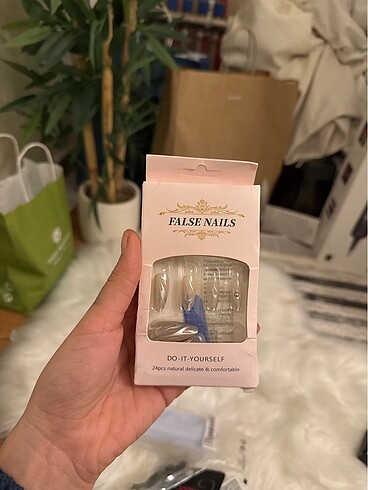 FALSE NAILS
DO-IT-YOURSELF
24pcs natural delicate & comfortable